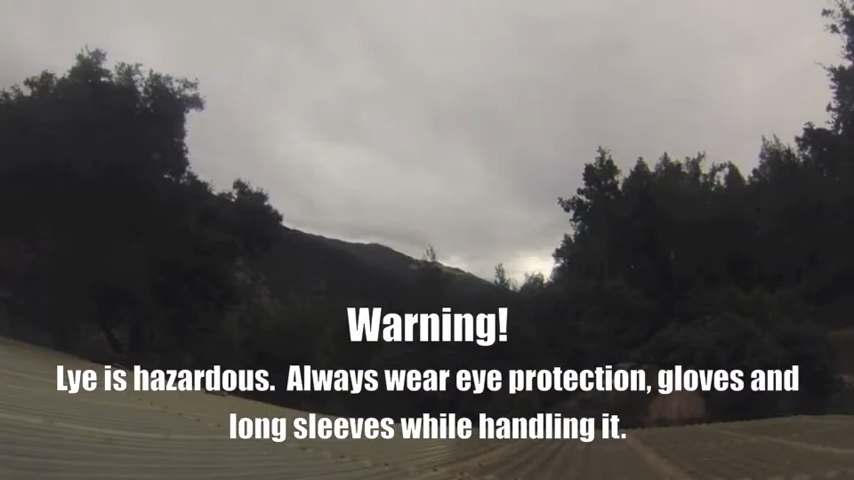 Warning!
Lye is hazardous.  Always wear eye protection, gloves and
long sleeves while handling it.